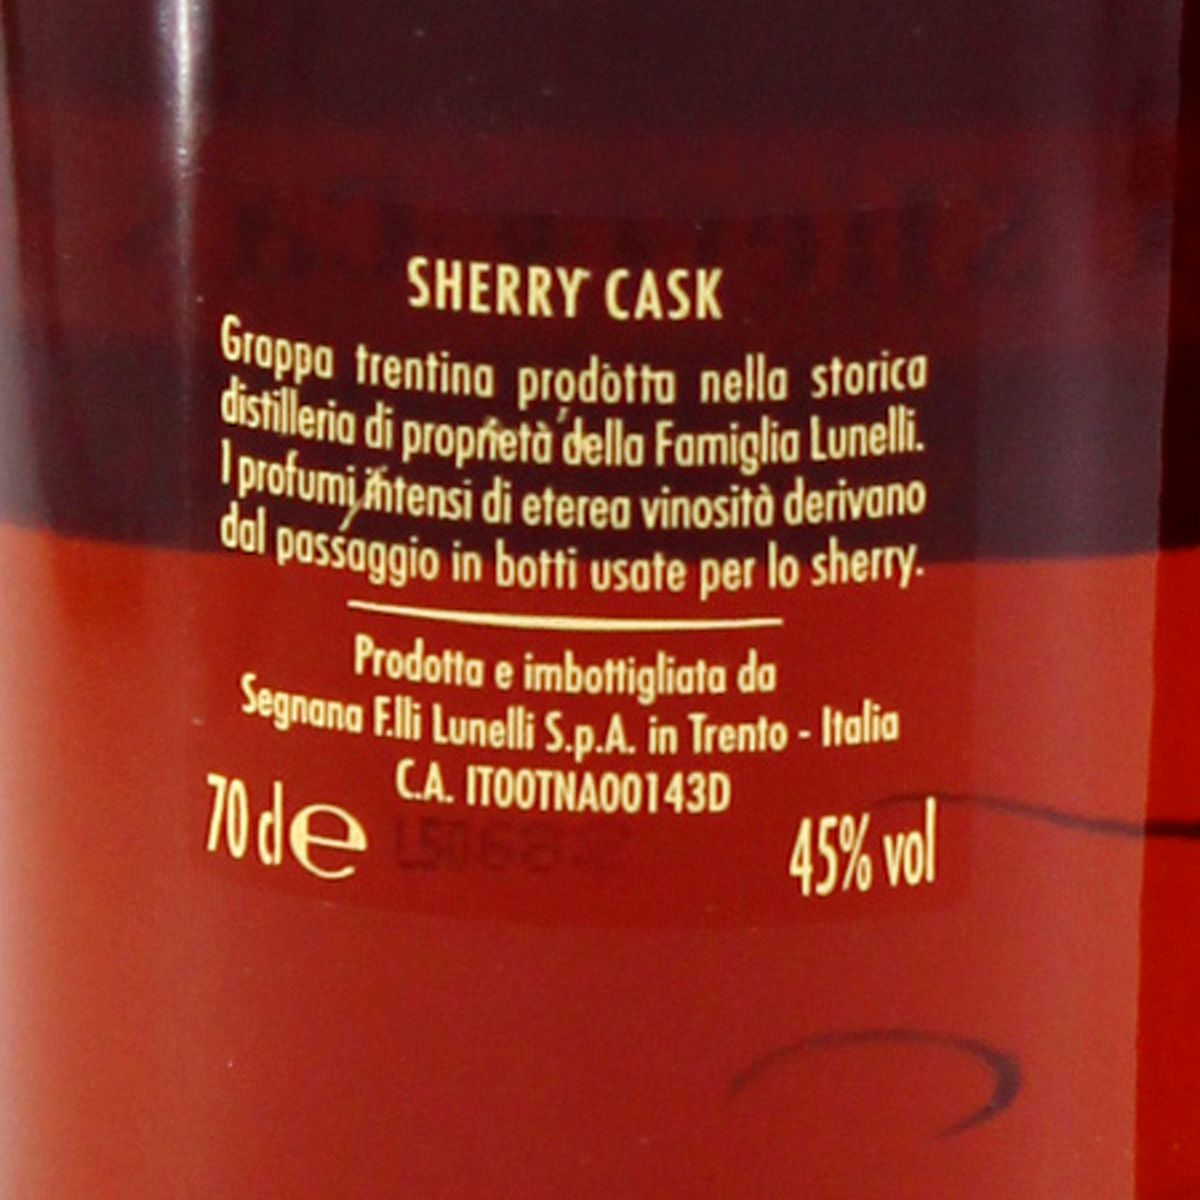 SHERRY CASK
Grappa trentina prodotta nella storica
distilleria di proprietà della Famiglia Lunelli.
I profumi intensi di eterea vinosità derivano
dal passaggio in botti usate per lo sherry.
Prodotta e imbottigliata da
Segnana F.lli Lunelli S.p.A. in Trento - Italia
C.A. IT00TNA00143D
70 cl e 45% vol